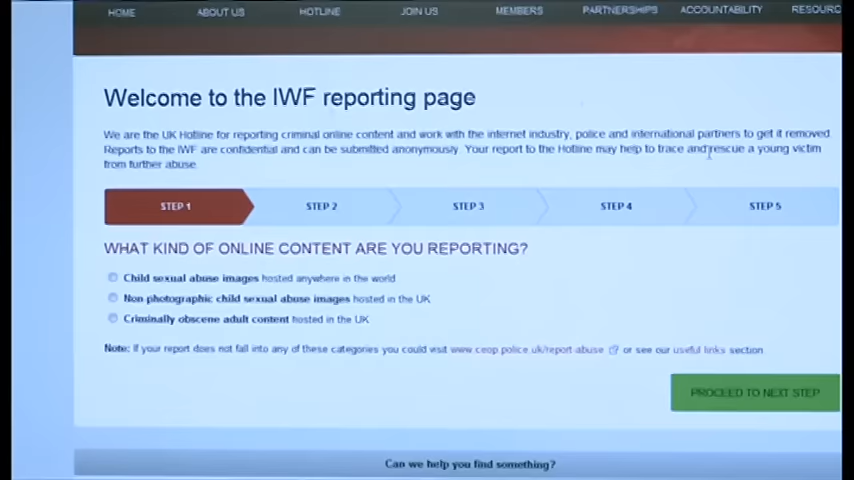 HOME ABOUT US HOTLINE JOIN US MEMBERS PARTNERSHIPS ACCOUNTABILITY RESOURC
Welcome to the IWF reporting page
We are the UK Hotline for reporting criminal online content and work with the internet industry, police and international partners to get it removed
Reports to the IWF are confidential and can be submitted anonymously. Your report to the Hotline may help to trace and rescue a young victim
from further abuse.
STEP 1 STEP 2 STEP 3 STEP 4 STEP 5
WHAT KIND OF ONLINE CONTENT ARE YOU REPORTING?
Child sexual abuse images hosted anywhere in the world
Non photographic child sexual abuse images hosted in the UK
Criminally obscene adult content hosted in the UK
Note: If your report does not fall into any of these categories you could visit www.ceop.police.uk/report-abuse or see our useful links section
PROCEED TO NEXT STEP
Can we help you find something?